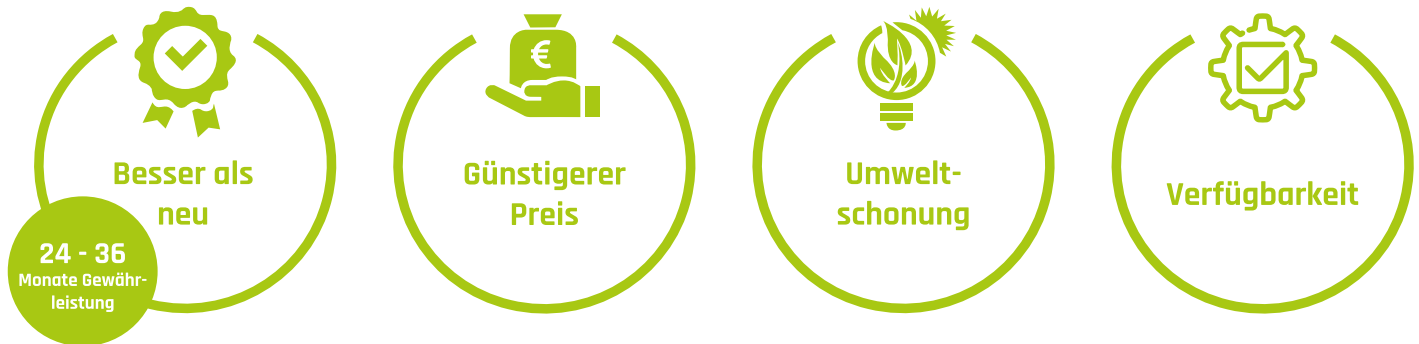 Besser als
neu
24 - 36
Monate Gewähr-
leistung
€
Günstigerer
Preis
Umwelt-
schonung
Verfügbarkeit